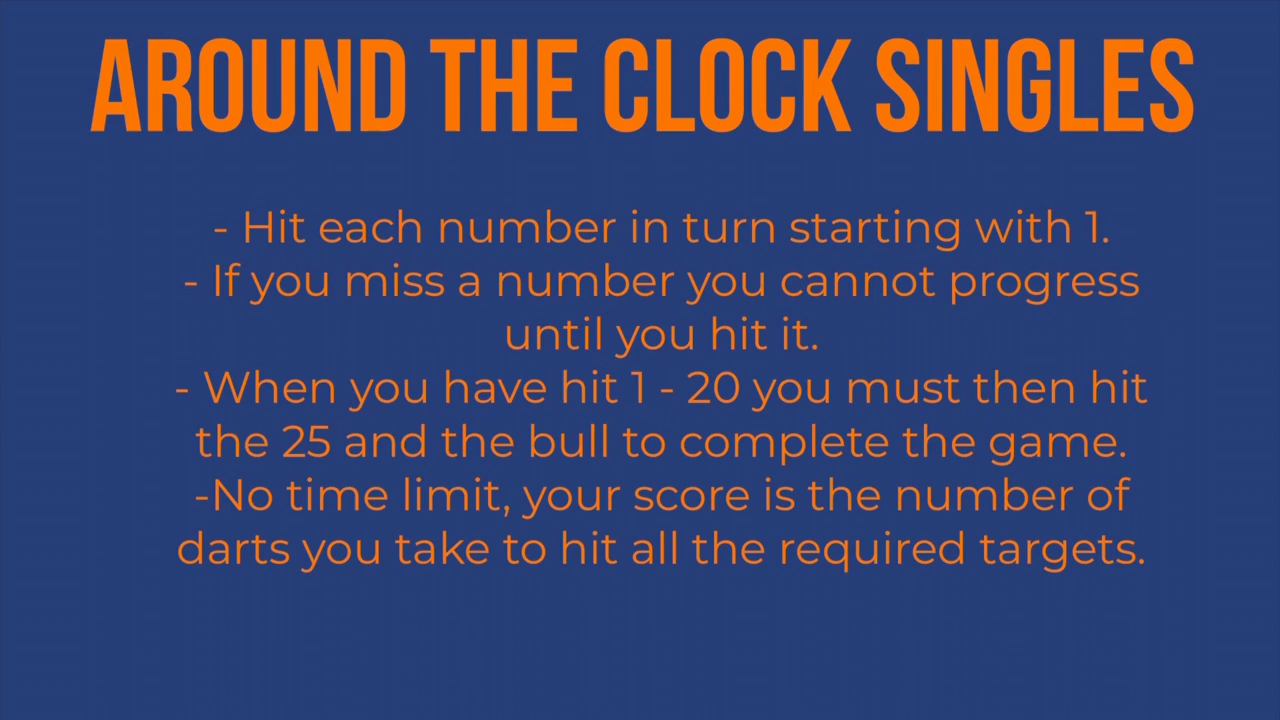 AROUND THE CLOCK SINGLES
- Hit each number in turn starting with 1.
- If you miss a number you cannot progress
until you hit it.
- When you have hit 1 - 20 you must then hit
the 25 and the bull to complete the game.
-No time limit, your score is the number of
darts you take to hit all the required targets.